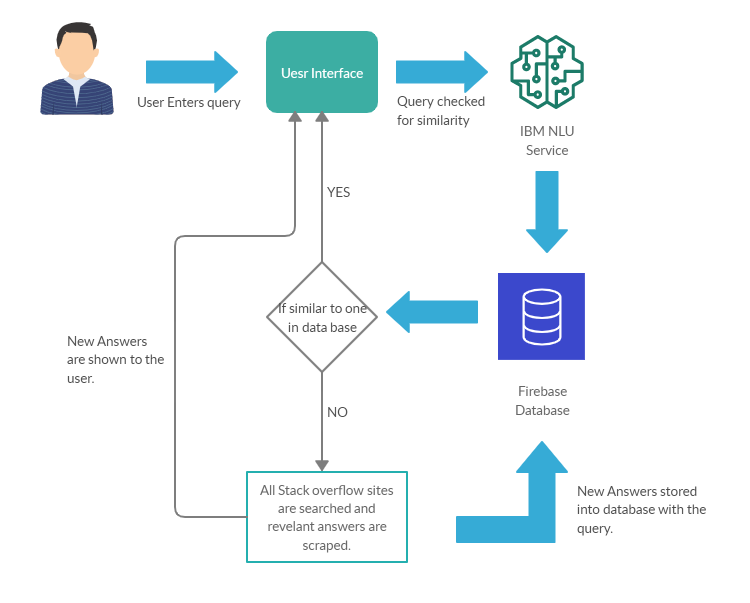 Uesr Interface
User Enters query
Query checked
for similarity
IBM NLU
Service
YES
If similar to one
in data base
New Answers
are shown to the
user.
Firebase
Database
NO
All Stack overflow sites
are searched and
revelant answers are
scraped.
New Answers stored
into database with the
query.